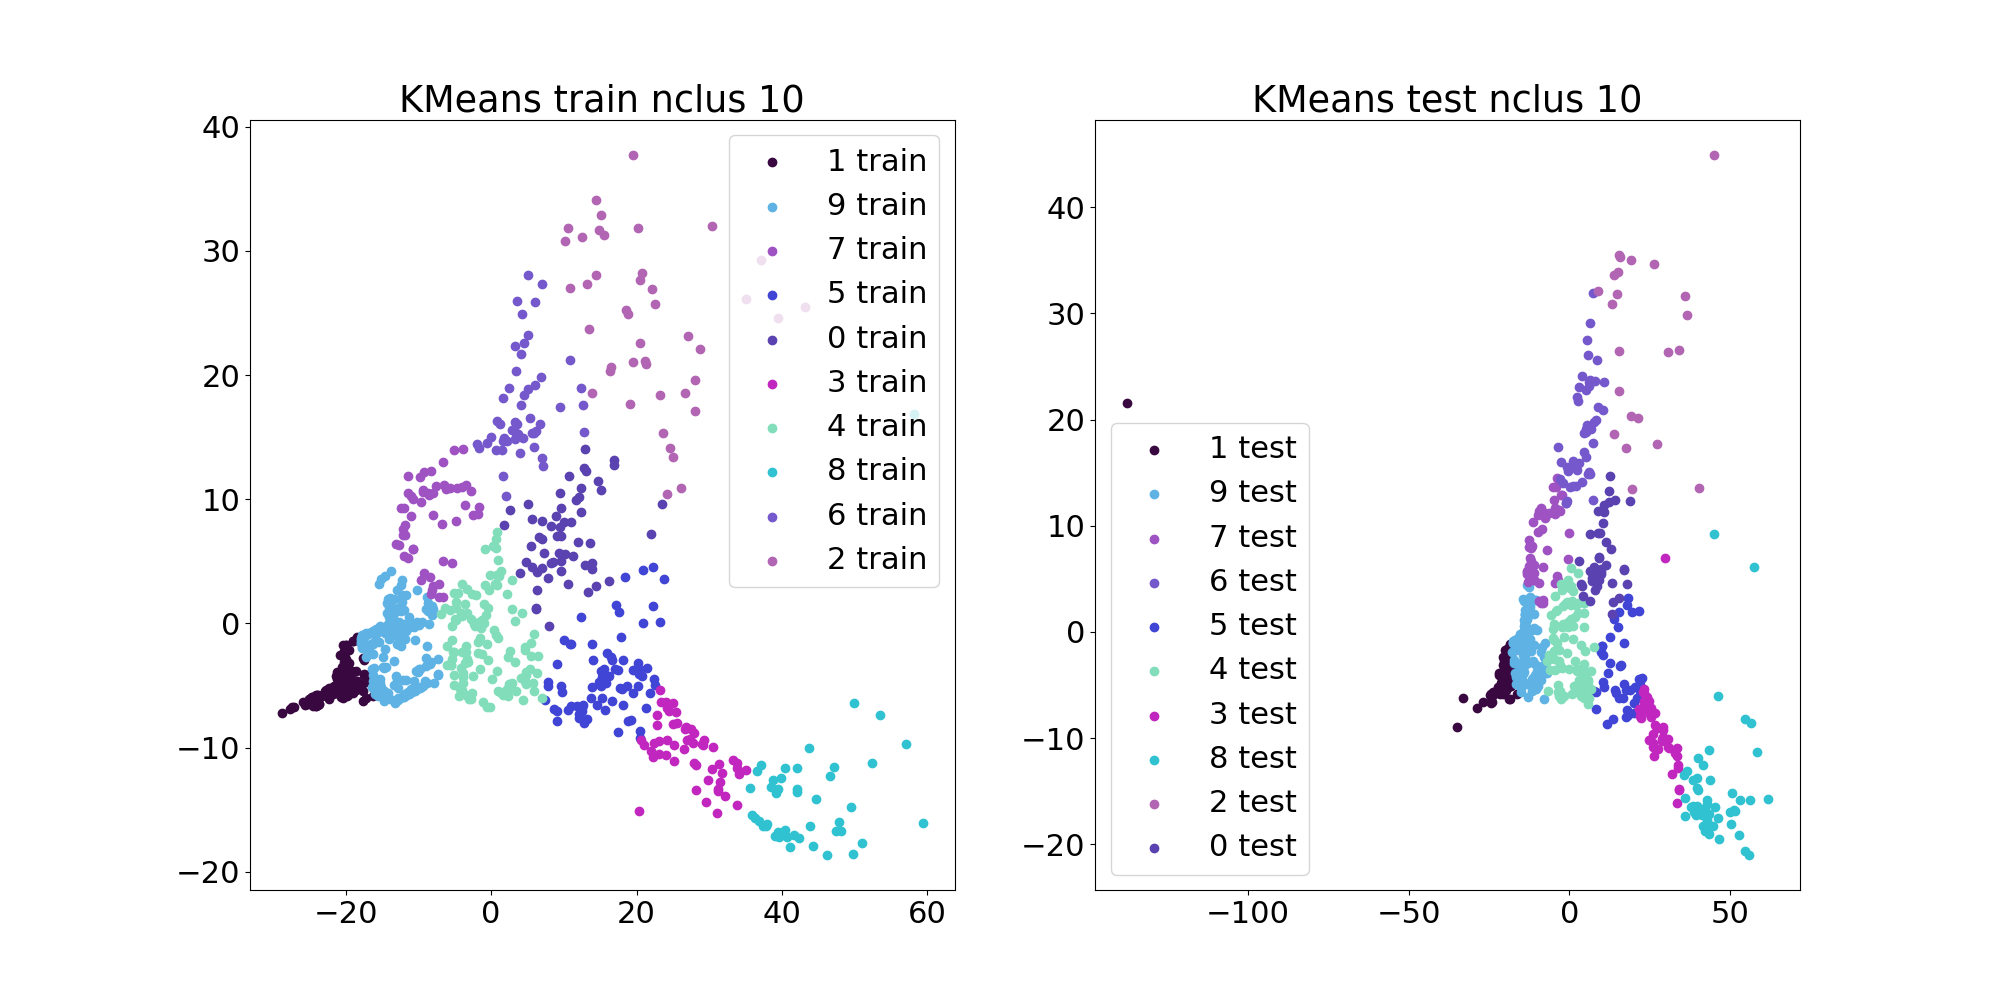 KMeans train nclus 10
40
30
20
10
0
−10
−20
−20
0
20
40
60
1 train
9 train
7 train
5 train
0 train
3 train
4 train
8 train
6 train
2 train
KMeans test nclus 10
40
30
20
10
0
−10
−20
−100
−50
0
50
1 test
9 test
7 test
6 test
5 test
4 test
3 test
8 test
2 test
0 test